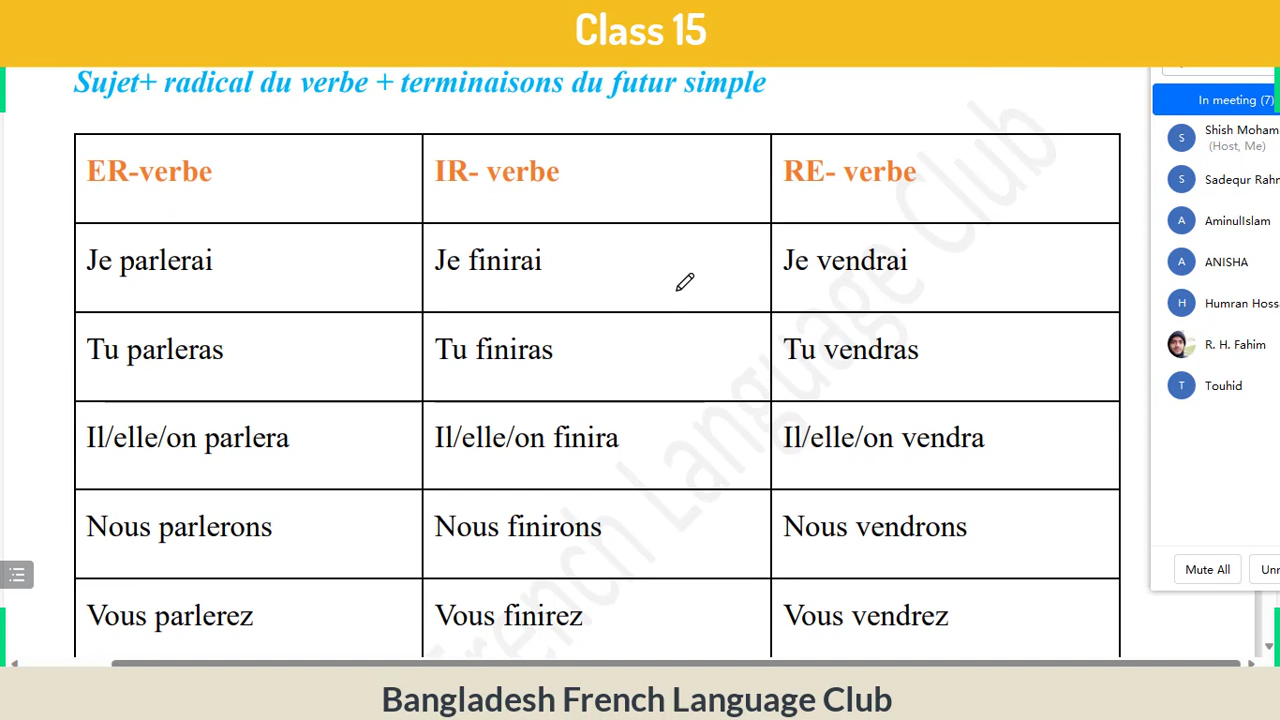 Class 15
Sujet+ radical du verbe + terminaisons du futur simple
ER-verbe IR- verbe RE- verbe
Je parlerai Je finirai Je vendrai
Tu parleras Tu finiras Tu vendras
Il/elle/on parlera Il/elle/on finira Il/elle/on vendra
Nous parlerons Nous finirons Nous vendrons
Vous parlerez Vous finirez Vous vendrez
French Language Club
In meeting (7)
S Shish Moham
(Host, Me)
S Sadequr Rahr
A AminulIslam
A ANISHA
H Humran Hoss
R. H. Fahim
T Touhid
Mute All
Bangladesh French Language Club